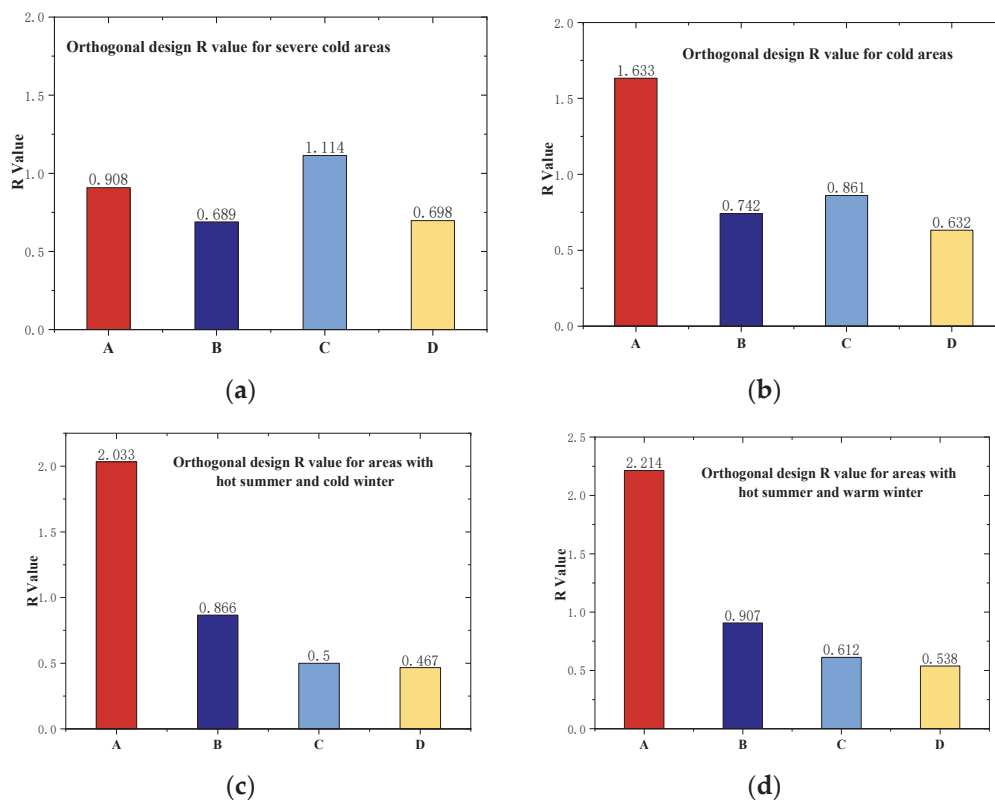 Orthogonal design R value for severe cold areas
R Value
2.0
1.5
1.0
0.5
0.0
0.908
0.689
1.114
0.698
A B C D
(a)
Orthogonal design R value for cold areas
R Value
2.0
1.5
1.0
0.5
0.0
1.633
0.742
0.861
0.632
A B C D
(b)
Orthogonal design R value for areas with
hot summer and cold winter
R Value
2.0
1.5
1.0
0.5
0.0
2.033
0.866
0.5
0.467
A B C D
(c)
Orthogonal design R value for areas with
hot summer and warm winter
R Value
2.5
2.0
1.5
1.0
0.5
0.0
2.214
0.907
0.612
0.538
A B C D
(d)